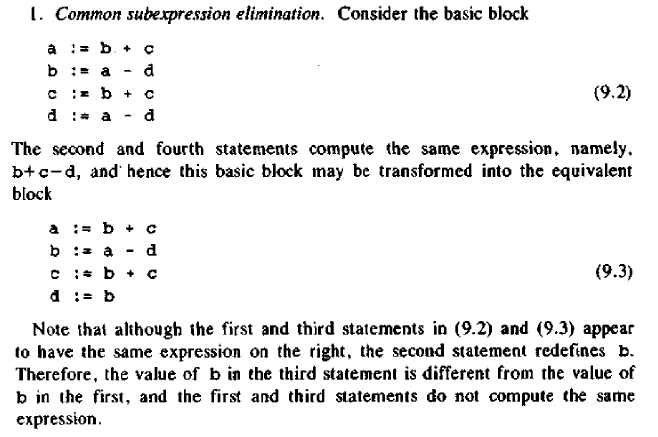 1. Common subexpression elimination. Consider the basic block
a := b + c
b := a - d
c := b + c
d := a - d
(9.2)
The second and fourth statements compute the same expression, namely,
b+c-d, and hence this basic block may be transformed into the equivalent
block
a := b + c
b := a - d
c := b + c
d := b
(9.3)
Note that although the first and third statements in (9.2) and (9.3) appear
to have the same expression on the right, the second statement redefines b.
Therefore, the value of b in the third statement is different from the value of
b in the first, and the first and third statements do not compute the same
expression.